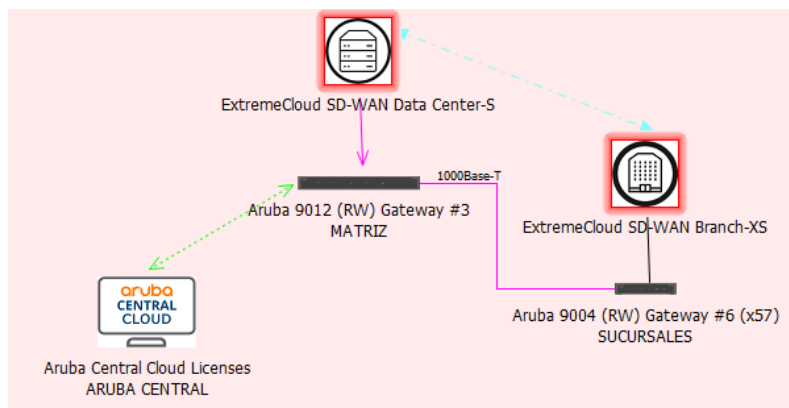 ExtremeCloud SD-WAN Data Center-S
1000Base-T
Aruba 9012 (RW) Gateway #3
MATRIZ
ExtremeCloud SD-WAN Branch-XS
aruba
CENTRAL
CLOUD
Aruba 9004 (RW) Gateway #6 (x57)
SUCURSALES
Aruba Central Cloud Licenses
ARUBA CENTRAL